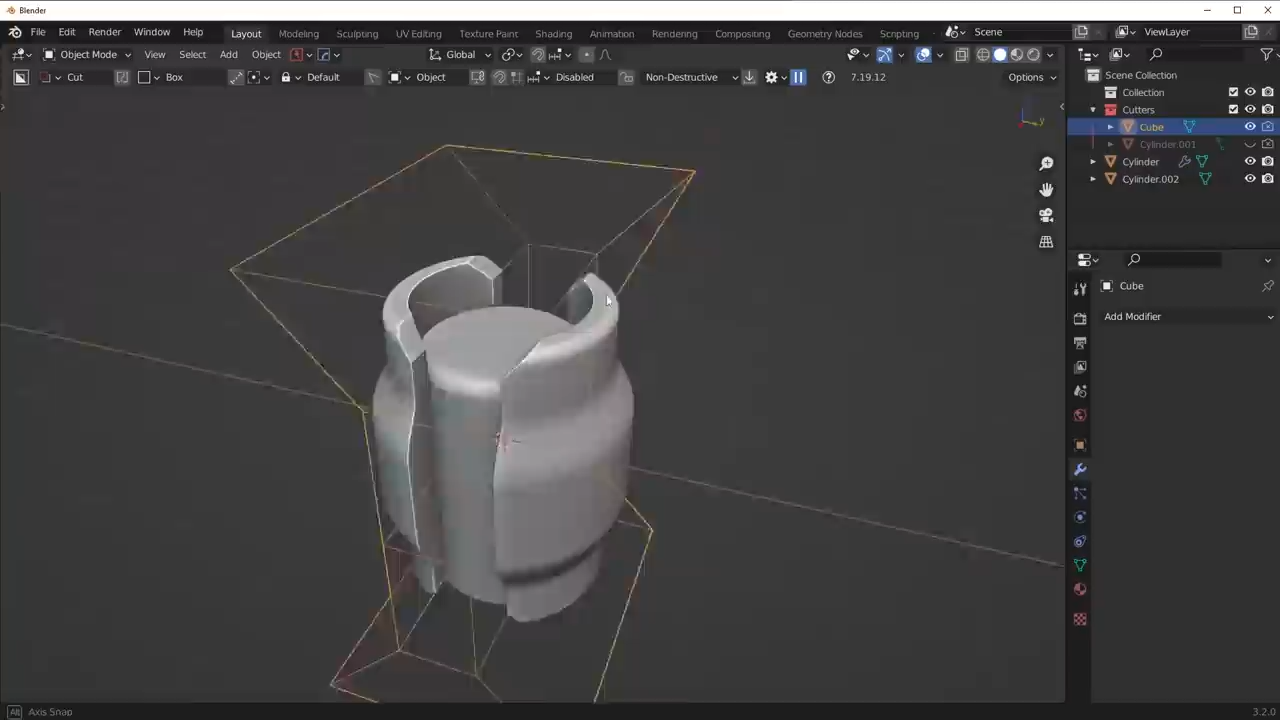 Blender
File Edit Render Window Help Layout Modeling Sculpting UV Editing Texture Paint Shading Animation Rendering Compositing Geometry Nodes Scripting Scene ViewLayer
Object Mode View Select Add Object Global
Cut Box Default Object Disabled Non-Destructive 7.19.12 Options
Scene Collection
Collection
Cutters
Cube
Cylinder.001
Cylinder
Cylinder.002
Cube
Add Modifier
y
Alt Axis Snap 3.2.0